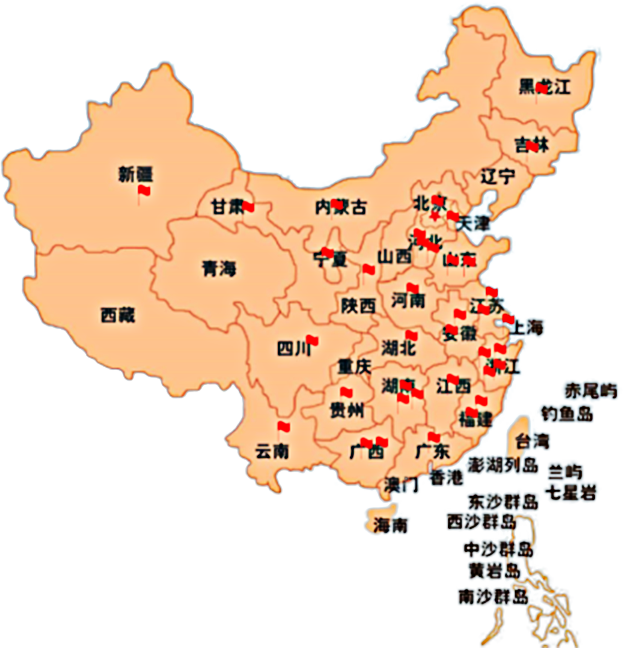 黑龙江
吉林
辽宁
新疆
甘肃
内蒙古
北京
天津
河北
宁夏
山西
山东
青海
陕西
河南
江苏
西藏
安徽
上海
四川
湖北
重庆
浙江
湖南
江西
贵州
福建
赤尾屿
钓鱼岛
云南
广西
广东
台湾
澎湖列岛
兰屿
香港
澳门
七星岩
东沙群岛
海南
西沙群岛
中沙群岛
黄岩岛
南沙群岛